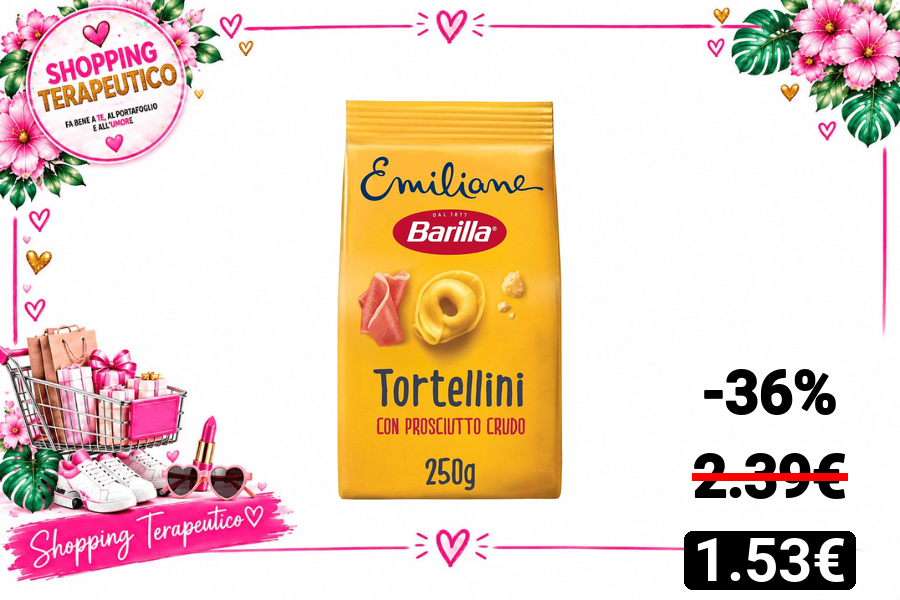 SHOPPING
TERAPEUTICO
FA BENE A TE, AL PORTAFOGLIO
E ALL'UMORE
Emiliane
DAL 1877
Barilla®
Tortellini
CON PROSCIUTTO CRUDO
250g
-36%
2.39€
1.53€
Shopping Terapeutico